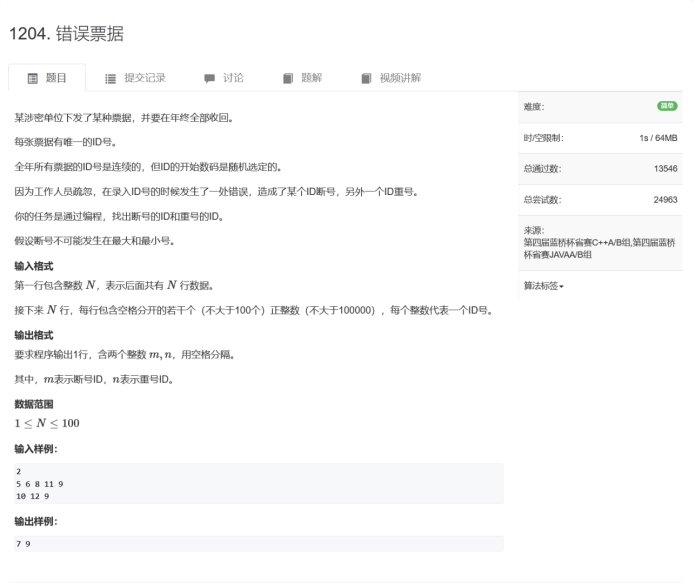 1204. 错误票据
题目 提交记录 讨论 题解 视频讲解
某涉密单位下发了某种票据，并要在年终全部收回。
每张票据有唯一的ID号。
全年所有票据的ID号是连续的，但ID的开始数码是随机选定的。
因为工作人员疏忽，在录入ID号的时候发生了一处错误，造成了某个ID断号，另外一个ID重号。
你的任务是通过编程，找出断号的ID和重号的ID。
假设断号不可能发生在最大和最小号。
输入格式
第一行包含整数 N，表示后面共有 N 行数据。
接下来 N 行，每行包含空格分开的若干个（不大于100个）正整数（不大于100000），每个整数代表一个ID号。
输出格式
要求程序输出1行，含两个整数 m, n，用空格分隔。
其中，m表示断号ID，n表示重号ID。
数据范围
1 ≤ N ≤ 100
输入样例：
2
5 6 8 11 9
10 12 9
输出样例：
7 9
难度： 简单
时/空限制： 1s / 64MB
总通过数： 13546
总尝试数： 24963
来源：
第四届蓝桥杯省赛C++A/B组,第四届蓝桥
杯省赛JAVAA/B组
算法标签